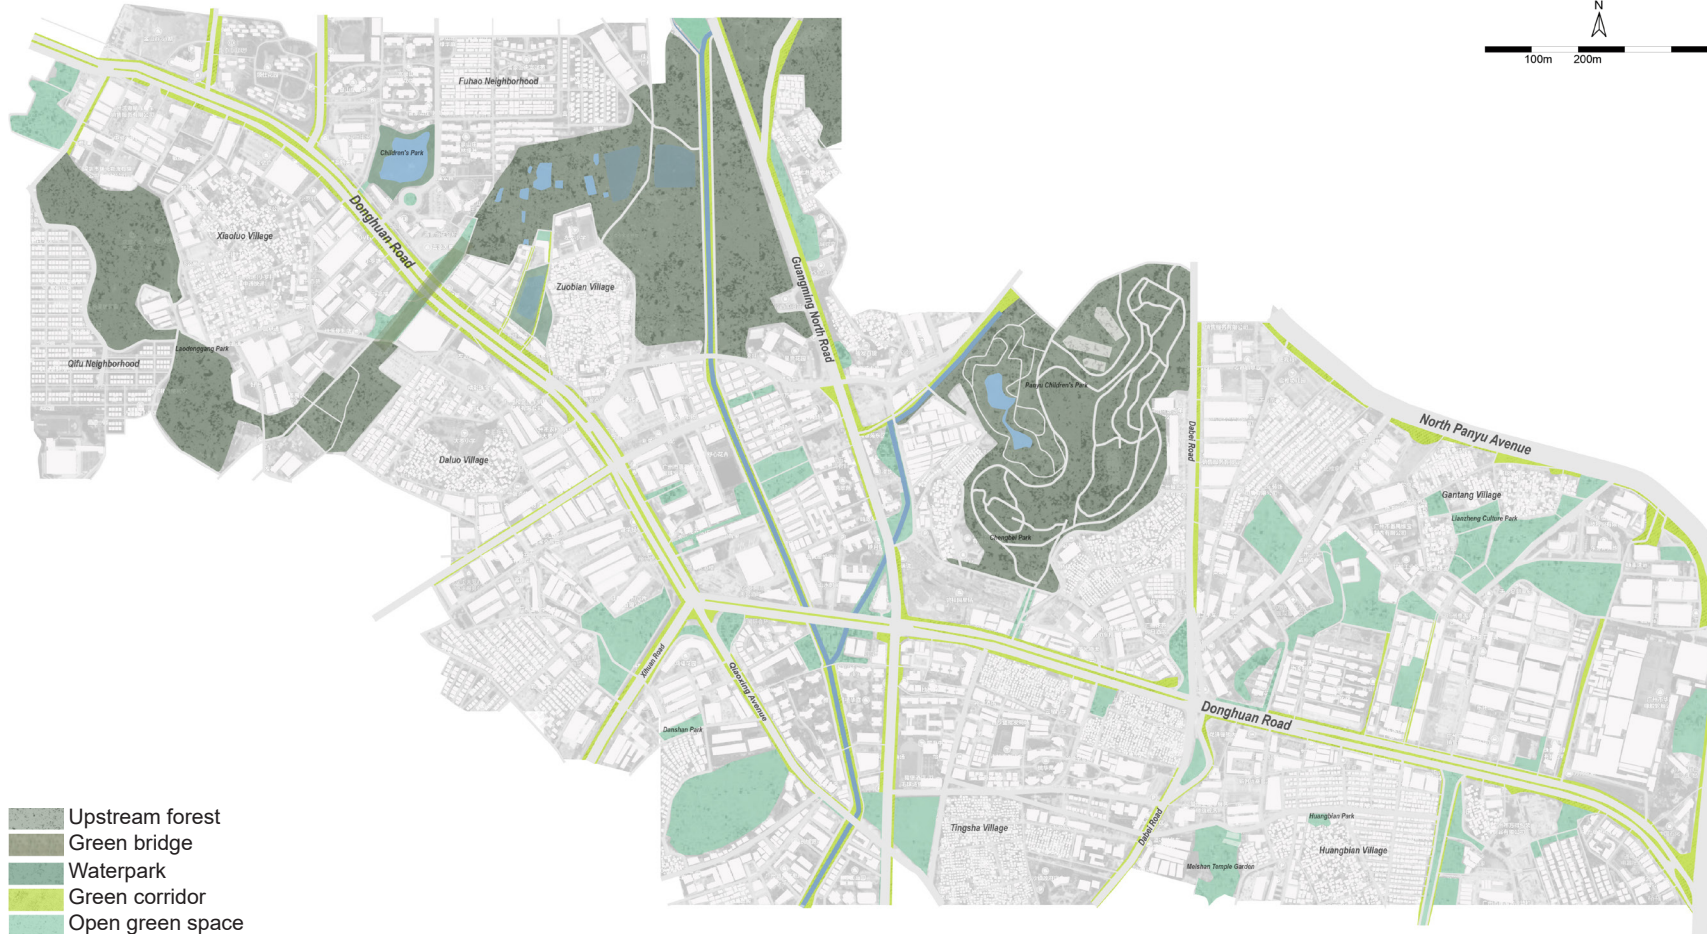 N
100m 200m
Fuhao Neighborhood
Children's Park
Donghuan Road
Xiaoluo Village
Zuobian Village
Guangming North Road
Laodonggang Park
Qifu Neighborhood
Panyu Children's Park
Dabei Road
North Panyu Avenue
Daluo Village
Gantang Village
Lianzheng Culture Park
Chengbei Park
Xihuan Road
Qiaoxing Avenue
Donghuan Road
Danshan Park
Tingsha Village
Dabei Road
Huangbian Park
Huangbian Village
Meishan Temple Garden
Upstream forest
Green bridge
Waterpark
Green corridor
Open green space